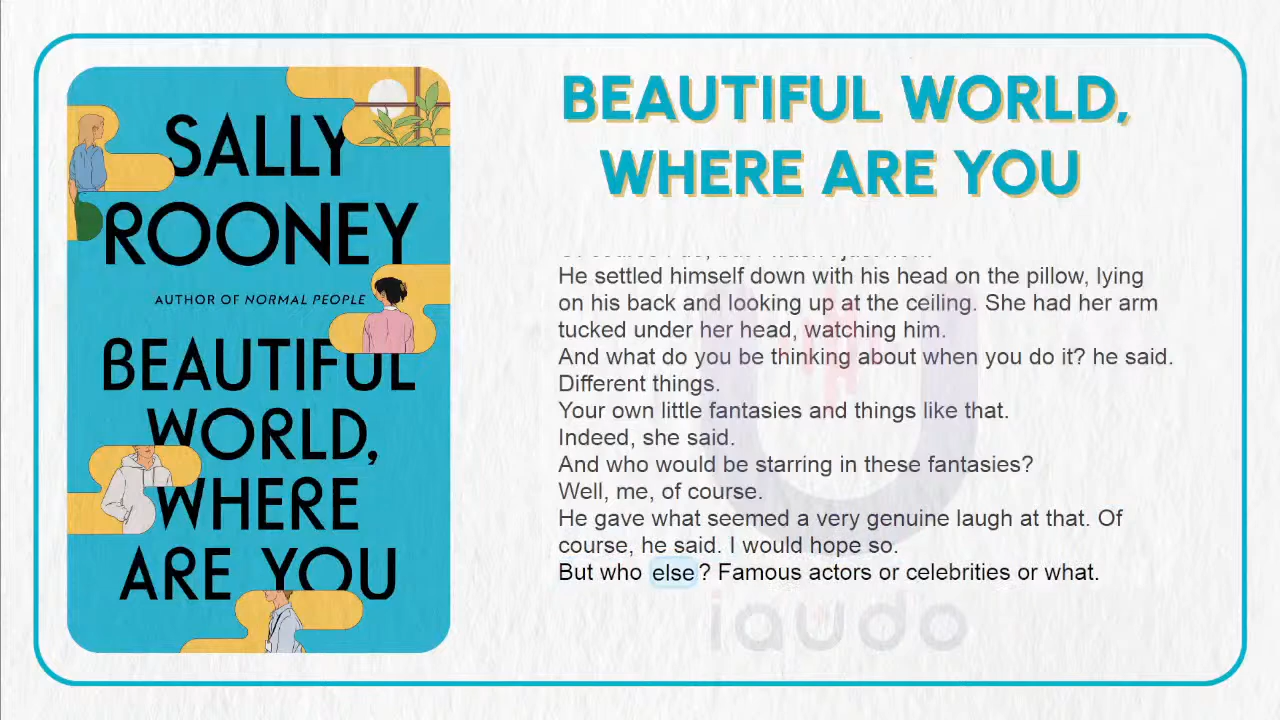 SALLY
ROONEY
AUTHOR OF NORMAL PEOPLE
BEAUTIFUL
WORLD,
WHERE
ARE YOU
BEAUTIFUL WORLD,
WHERE ARE YOU
He settled himself down with his head on the pillow, lying
on his back and looking up at the ceiling. She had her arm
tucked under her head, watching him.
And what do you be thinking about when you do it? he said.
Different things.
Your own little fantasies and things like that.
Indeed, she said.
And who would be starring in these fantasies?
Well, me, of course.
He gave what seemed a very genuine laugh at that. Of
course, he said. I would hope so.
But who else? Famous actors or celebrities or what.
iaudo